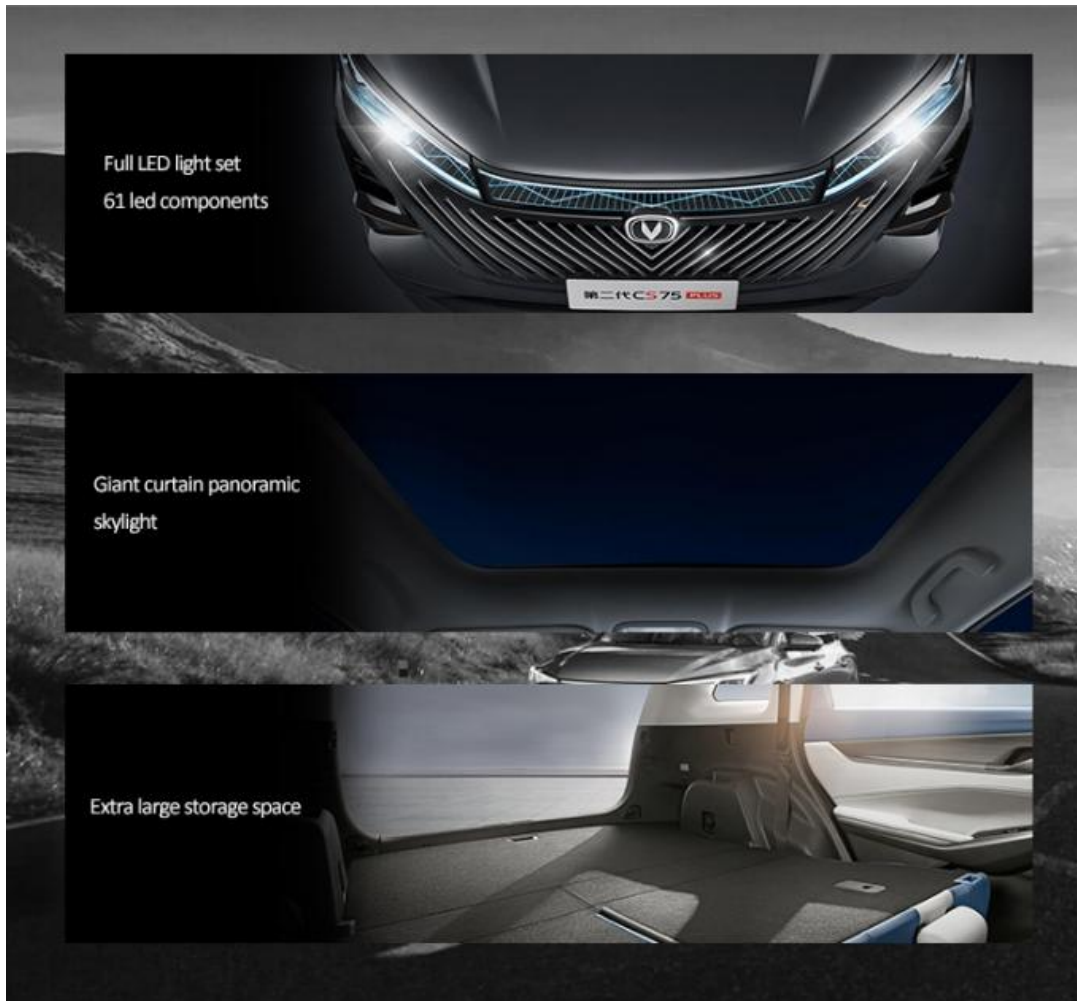 Full LED light set
61 led components
第二代CS75 PLUS
Giant curtain panoramic
skylight
Extra large storage space